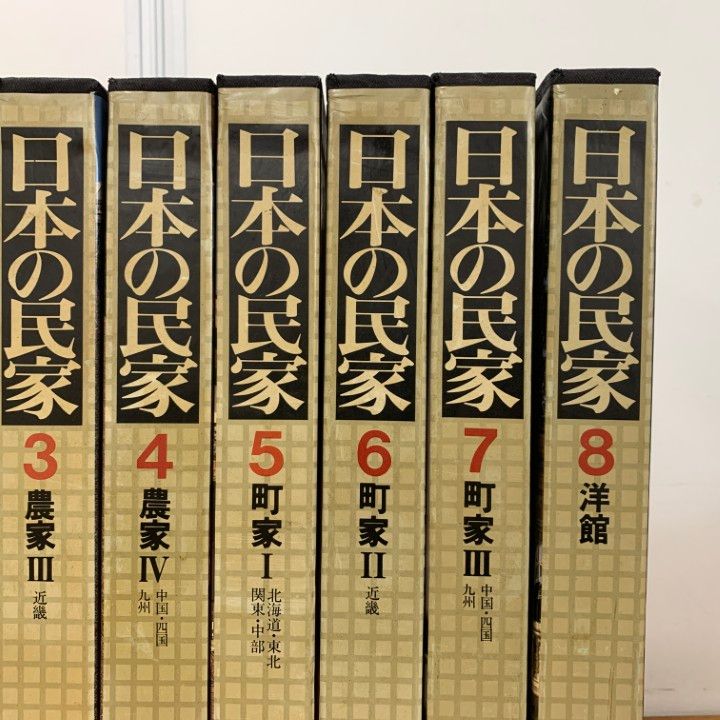 日本の民家
3
農家III
近畿
日本の民家
4
農家IV
中国・四国
九州
日本の民家
5
町家I
北海道・東北
関東・中部
日本の民家
6
町家II
近畿
日本の民家
7
町家III
中国・四国
九州
日本の民家
8
洋館